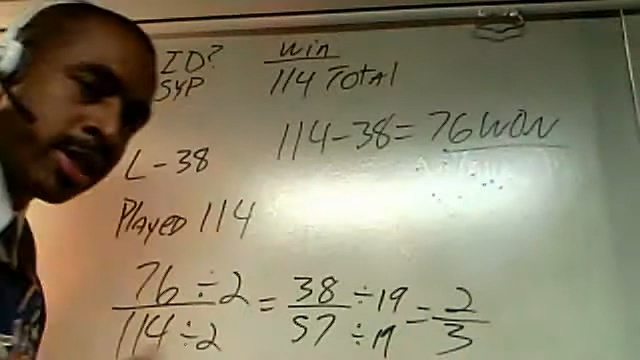 ID?
SYP
Win
114 Total
114-38=76 WON
L-38
Played 114
76÷2 = 38÷19 = 2
114÷2 57÷19 3